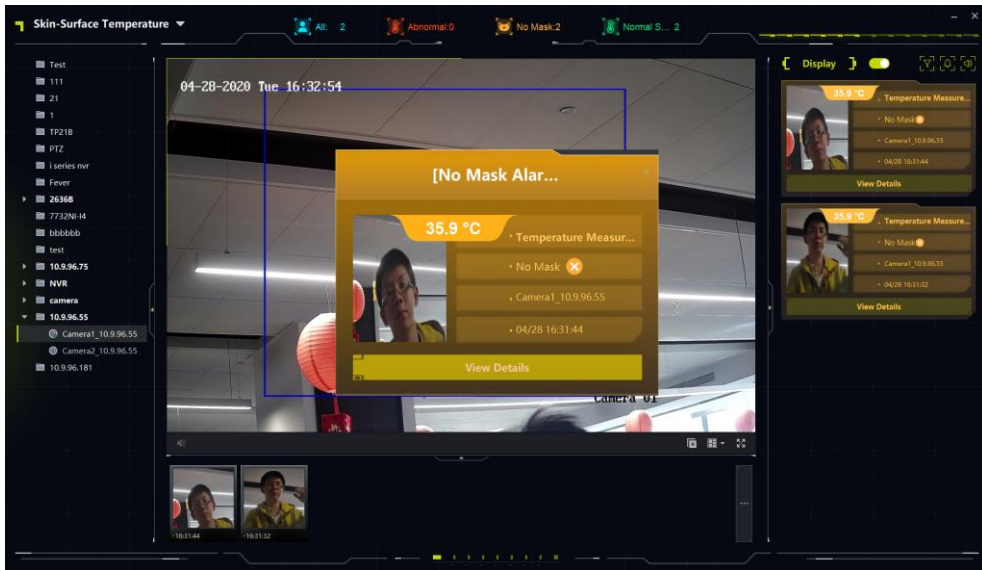 Skin-Surface Temperature
All: 2
Abnormal:0
No Mask:2
Normal S... 2
Test
111
21
1
TP21B
PTZ
i series nvr
Fever
2636B
7732NI-I4
bbbbbb
test
10.9.96.75
NVR
camera
10.9.96.55
Camera1_10.9.96.55
Camera2_10.9.96.55
10.9.96.181
04-28-2020 Tue 16:32:54
[No Mask Alar...
35.9 °C
Temperature Measur...
No Mask
Camera1_10.9.96.55
04/28 16:31:44
View Details
Camera 01
16:31:44
16:31:32
Display
35.9 °C
Temperature Measure...
No Mask
Camera1_10.9.96.55
04/28 16:31:44
View Details
35.9 °C
Temperature Measure...
No Mask
Camera1_10.9.96.55
04/28 16:31:32
View Details